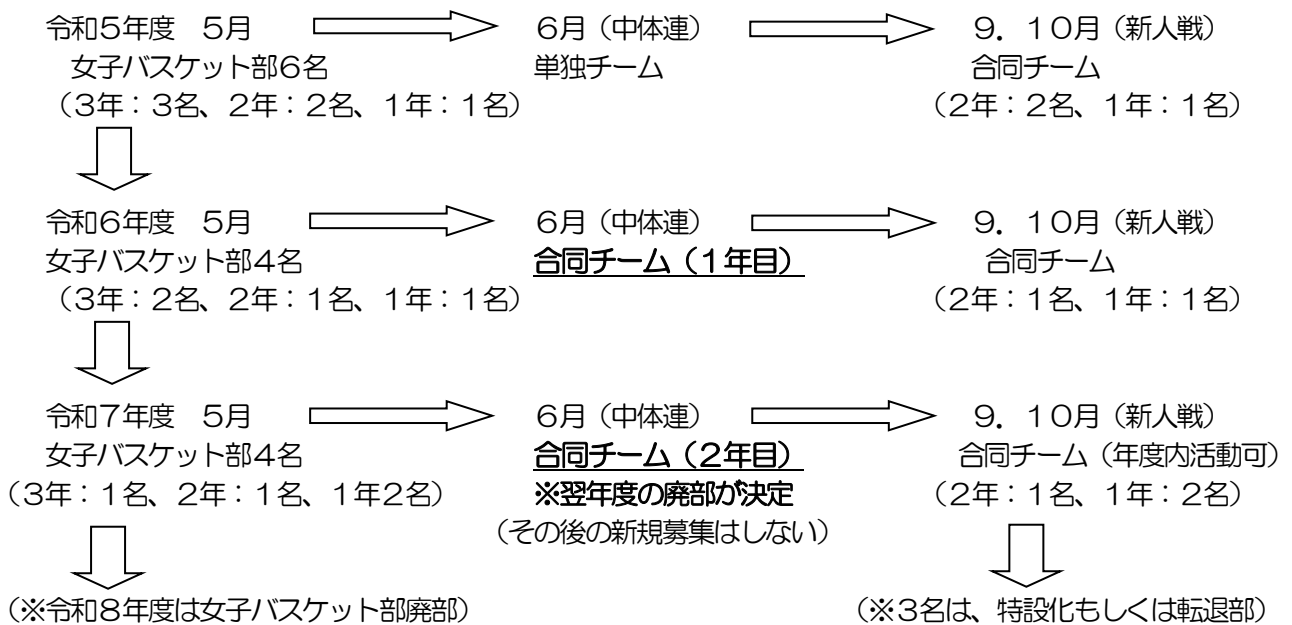 令和５年度　５月　６月（中体連）　９．１０月（新人戦）
女子バスケット部６名　単独チーム　合同チーム
（３年：３名、２年：２名、１年：１名）　（２年：２名、１年：１名）
令和６年度　５月　６月（中体連）　９．１０月（新人戦）
女子バスケット部４名　合同チーム（１年目）　合同チーム
（３年：２名、２年：１名、１年：１名）　（２年：１名、１年：１名）
令和７年度　５月　６月（中体連）　９．１０月（新人戦）
女子バスケット部４名　合同チーム（２年目）　合同チーム（年度内活動可）
（３年：１名、２年：１名、１年２名）　※翌年度の廃部が決定　（２年：１名、１年：２名）
（その後の新規募集はしない）
（※令和８年度は女子バスケット部廃部）　（※３名は、特設化もしくは転退部）